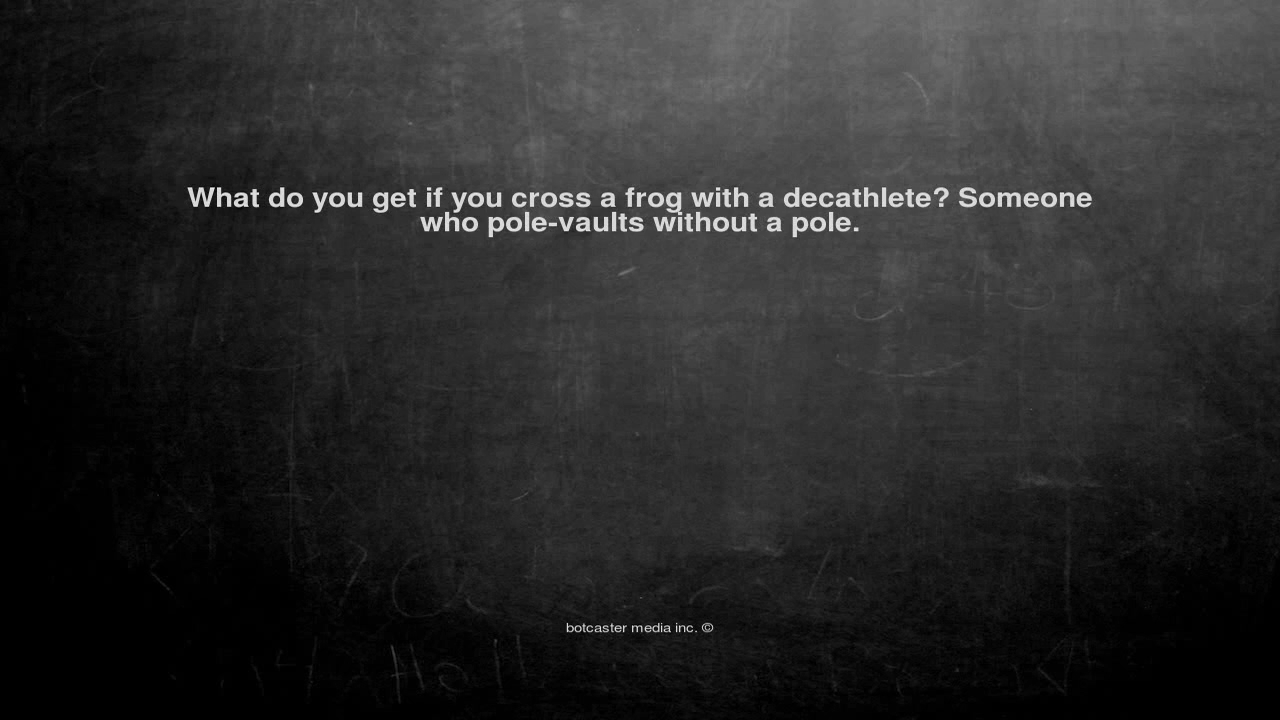 What do you get if you cross a frog with a decathlete? Someone
who pole-vaults without a pole.
botcaster media inc. ©